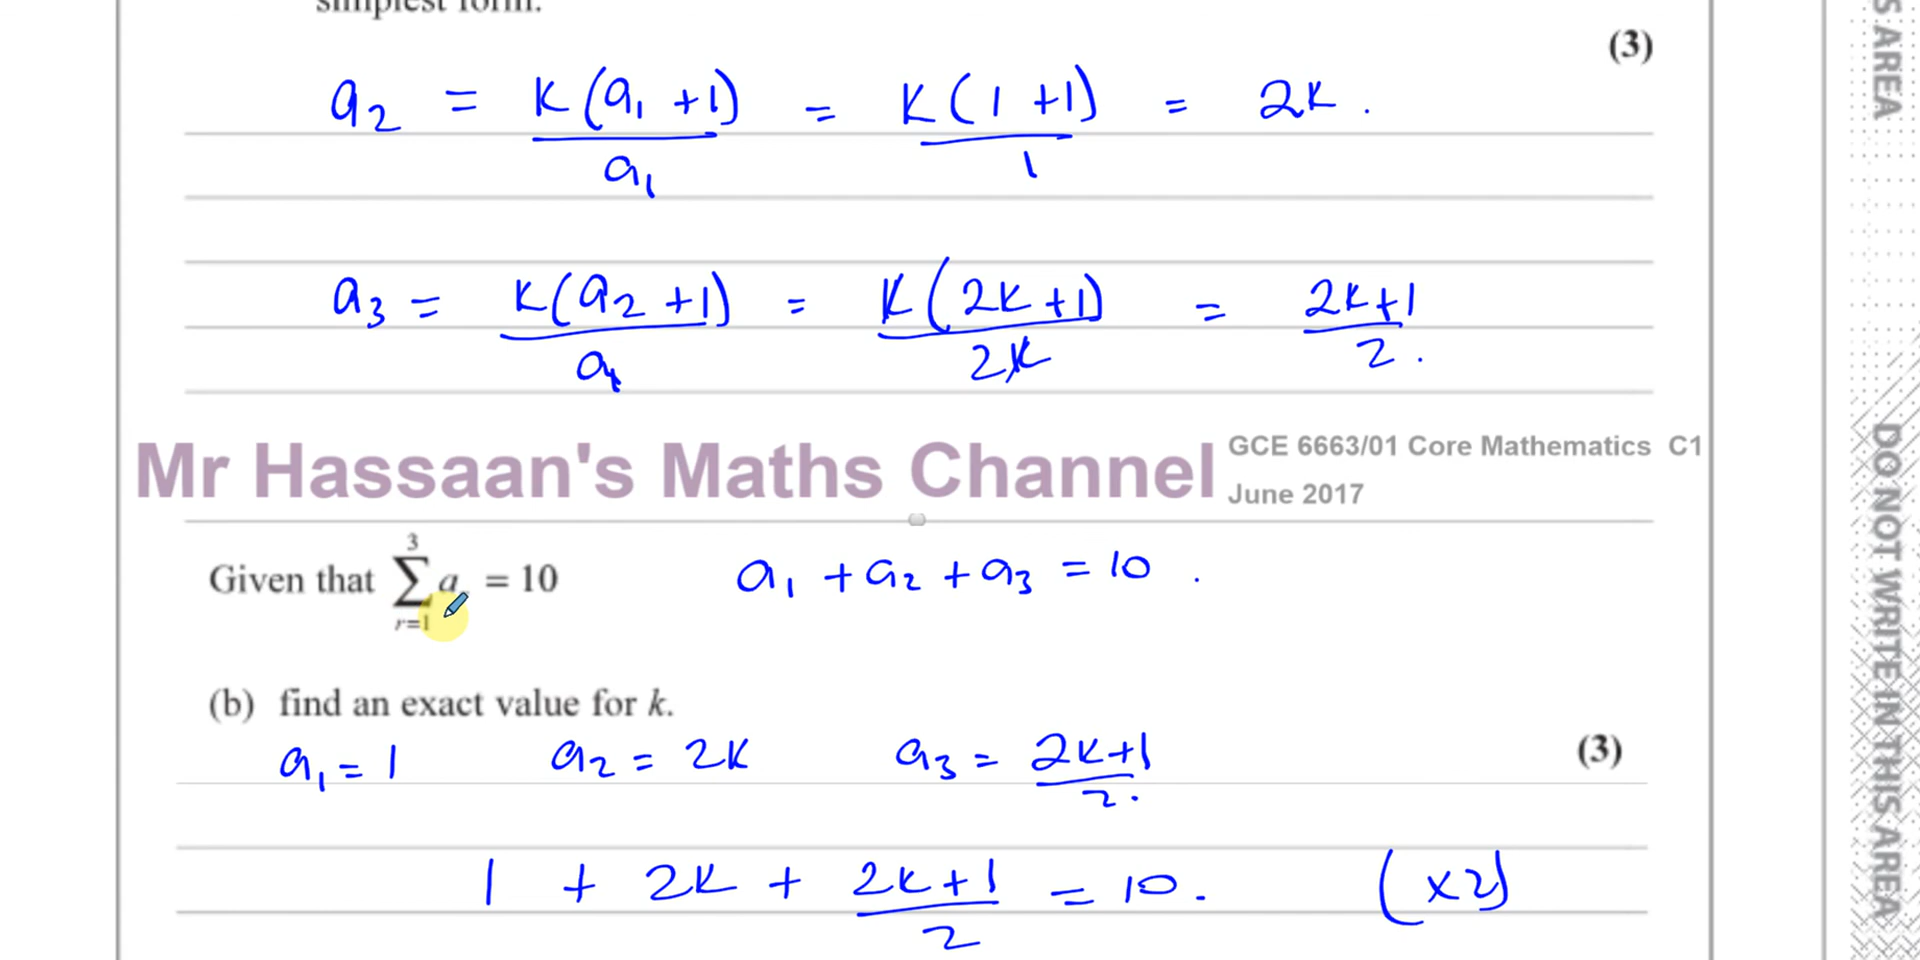 simplest form.
(3)
a₂ = K(a₁ +1)/a₁ = K(1 +1)/1 = 2K.
a₃ = K(a₂ +1)/a = K(2K+1)/2K = 2K+1/2.
Mr Hassaan's Maths Channel
GCE 6663/01 Core Mathematics C1
June 2017
Given that ∑³ᵣ₌₁ a = 10 a₁ + a₂ + a₃ = 10 .
(b) find an exact value for k.
(3)
a₁ = 1 a₂ = 2K a₃ = 2K+1/2.
1 + 2K + 2K+1/2 = 10. (×2)
S AREA
DO NOT WRITE IN THIS AREA